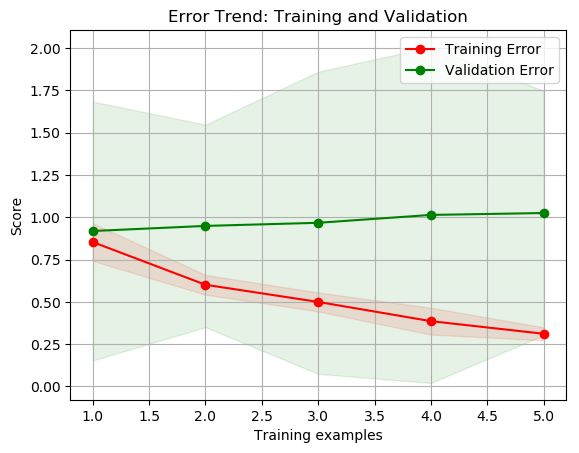 Error Trend: Training and Validation
Training Error
Validation Error
2.00
1.75
1.50
1.25
1.00
0.75
0.50
0.25
0.00
Score
1.0 1.5 2.0 2.5 3.0 3.5 4.0 4.5 5.0
Training examples